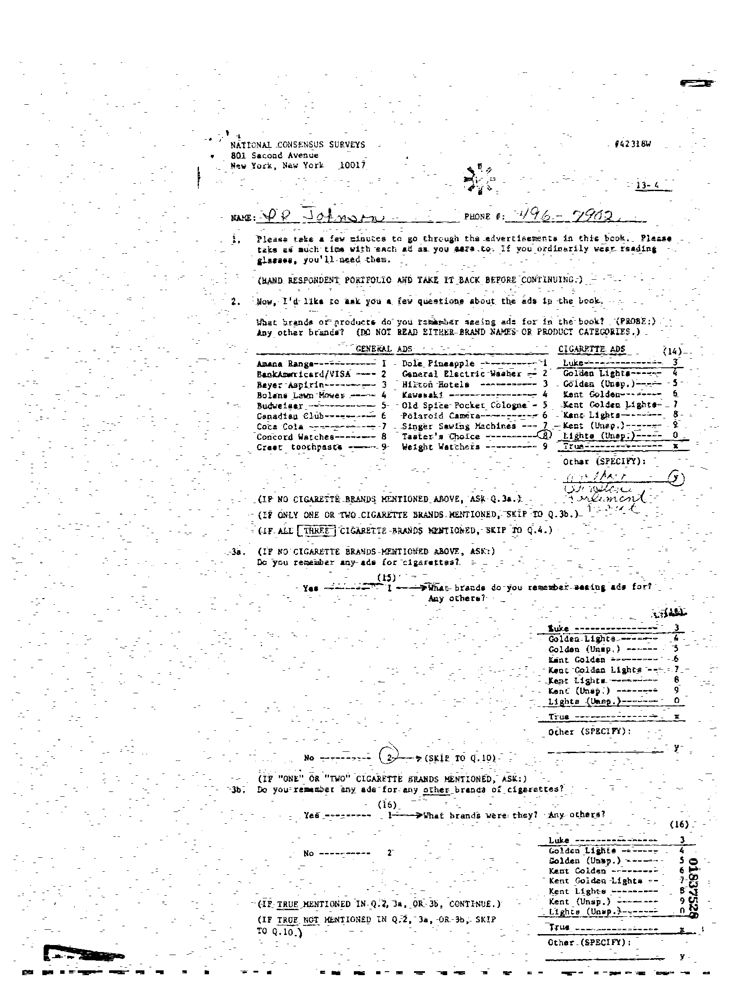 NATIONAL CONSENSUS SURVEYS #42318W
801 Second Avenue
New York, New York 10017
13-4
NAME: Johnson PHONE #: 496-7902
1. Please take a few minutes to go through the advertisements in this book. Please
take as much time with each ad as you care to. If you ordinarily wear reading
glasses, you'll need them.
(HAND RESPONDENT PORTFOLIO AND TAKE IT BACK BEFORE CONTINUING.)
2. Now, I'd like to ask you a few questions about the ads in the book.
What brands or products do you remember seeing ads for in the book? (PROBE:)
Any other brands? (DO NOT READ EITHER BRAND NAMES OR PRODUCT CATEGORIES.)
GENERAL ADS CIGARETTE ADS (14)
Amana Range----------- 1 Dole Pineapple ----------- 1 Luke---------------- 3
BankAmericard/VISA ---- 2 General Electric Washer -- 2 Golden Lights------ 4
Bayer Aspirin---------- 3 Hilton Hotels ---------- 3 Golden (Unsp.)----- 5
Bolens Lawn Mowes ----- 4 Kawasaki ---------------- 4 Kent Golden-------- 6
Budweiser ------------- 5 Old Spice Pocket Cologne - 5 Kent Golden Lights- 7
Canadian Club---------- 6 Polaroid Camera----------- 6 Kent Lights-------- 8
Coca Cola ------------- 7 Singer Sewing Machines --- 7 Kent (Unsp.)------- 9
Concord Watches-------- 8 Taster's Choice ---------- 8 Lights (Unsp.)----- 0
Crest toochpasta ------ 9 Weight Watchers ---------- 9 True--------------- x
Other (SPECIFY):
y
(IF NO CIGARETTE BRANDS MENTIONED ABOVE, ASK Q.3a.)
(IF ONLY ONE OR TWO CIGARETTE BRANDS MENTIONED, SKIP TO Q.3b.)
(IF ALL THREE CIGARETTE BRANDS MENTIONED, SKIP TO Q.4.)
3a. (IF NO CIGARETTE BRANDS MENTIONED ABOVE, ASK:)
Do you remember any ads for cigarettes?
(15)
Yes --------- 1 What brands do you remember seeing ads for?
Any others?
Luke --------------- 3
Golden Lights ------- 4
Golden (Unsp.) ------ 5
Kent Golden --------- 6
Kent Golden Lights -- 7
Kent Lights --------- 8
Kent (Unsp.) -------- 9
Lights (Unsp.)------- 0
True ---------------- x
Other (SPECIFY):
y
No ---------- 2 (SKIP TO Q.10)
(IF "ONE" OR "TWO" CIGARETTE BRANDS MENTIONED, ASK:)
3b. Do you remember any ads for any other brands of cigarettes?
(16)
Yes --------- 1 What brands were they? Any others?
(16)
Luke ---------------- 3
No ---------- 2 Golden Lights ------- 4
Golden (Unsp.) ------ 5
Kent Golden --------- 6
Kent Golden Lights -- 7
Kent Lights --------- 8
(IF TRUE MENTIONED IN Q.2, 3a, OR 3b, CONTINUE.) Kent (Unsp.) -------- 9
(IF TRUE NOT MENTIONED IN Q.2, 3a, OR 3b, SKIP Lights (Unsp.)------- 0
TO Q.10.) True ---------------- x
Other (SPECIFY):
y
01837528